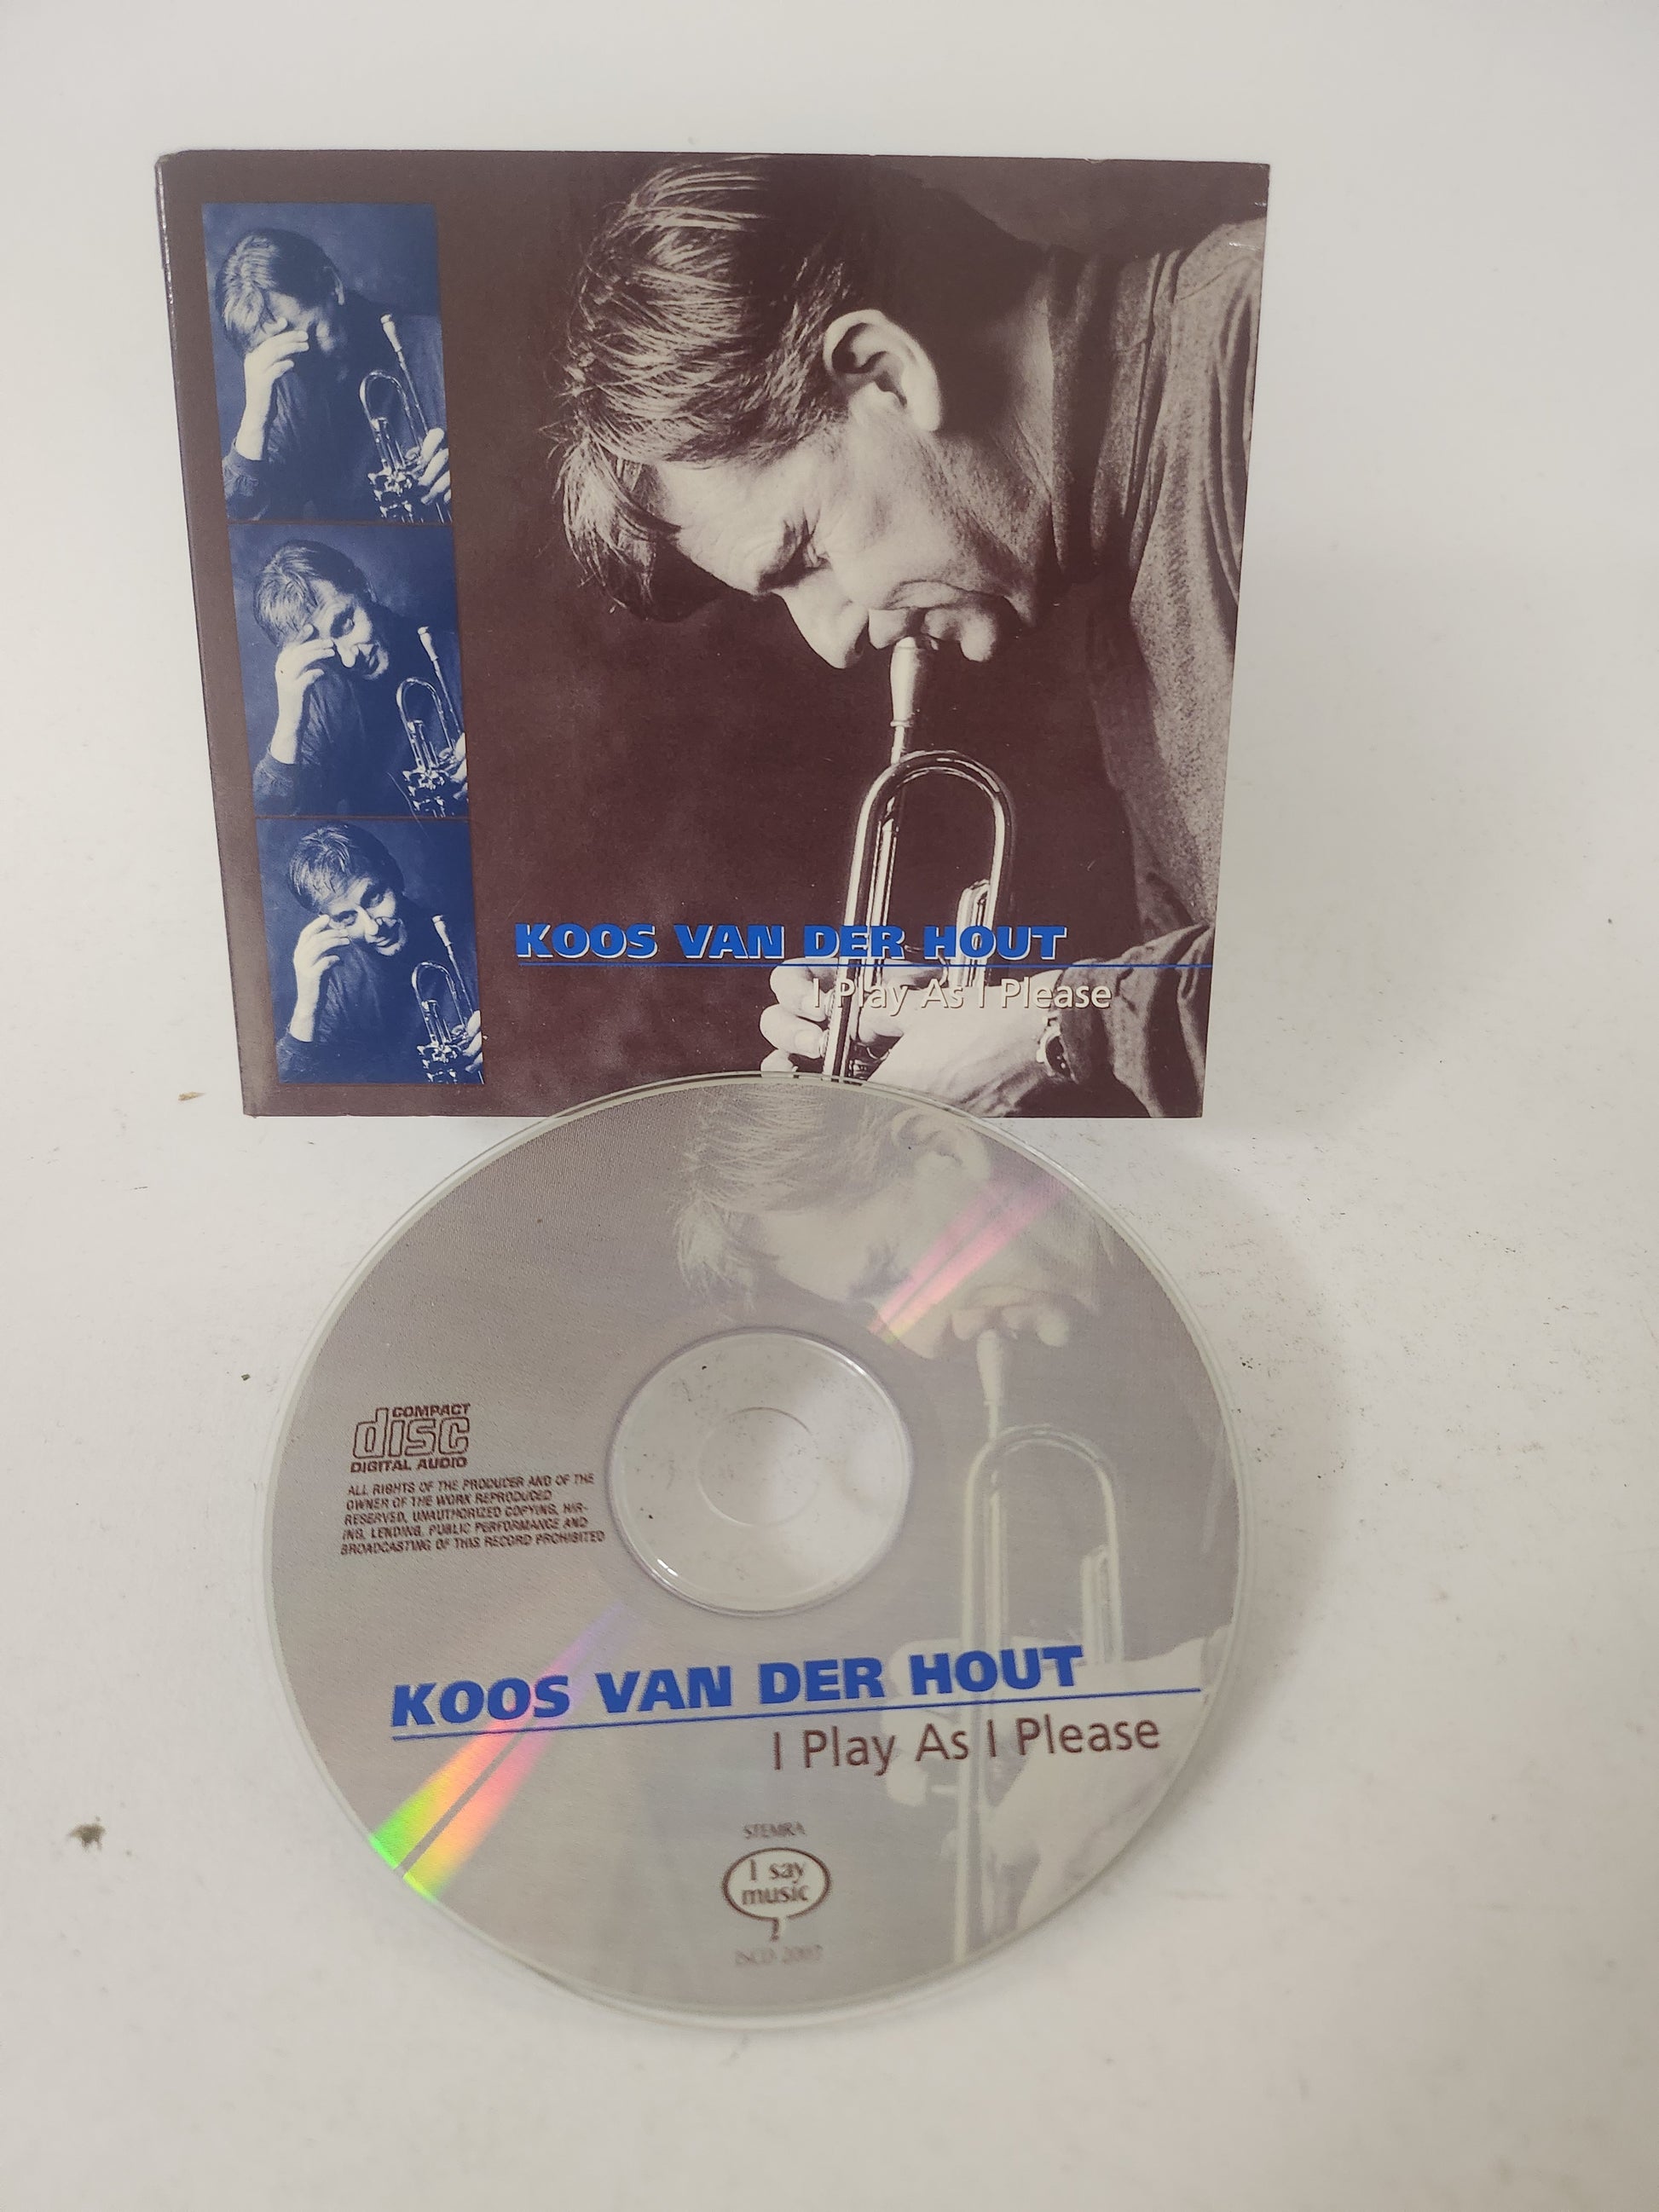 KOOS VAN DER HOUT
I Play As I Please
COMPACT
disc
DIGITAL AUDIO
ALL RIGHTS OF THE PRODUCER AND OF THE
OWNER OF THE WORK REPRODUCED
RESERVED, UNAUTHORIZED COPYING, HIR-
ING, LENDING, PUBLIC PERFORMANCE AND
BROADCASTING OF THIS RECORD PROHIBITED
KOOS VAN DER HOUT
I Play As I Please
STEMRA
I say
music